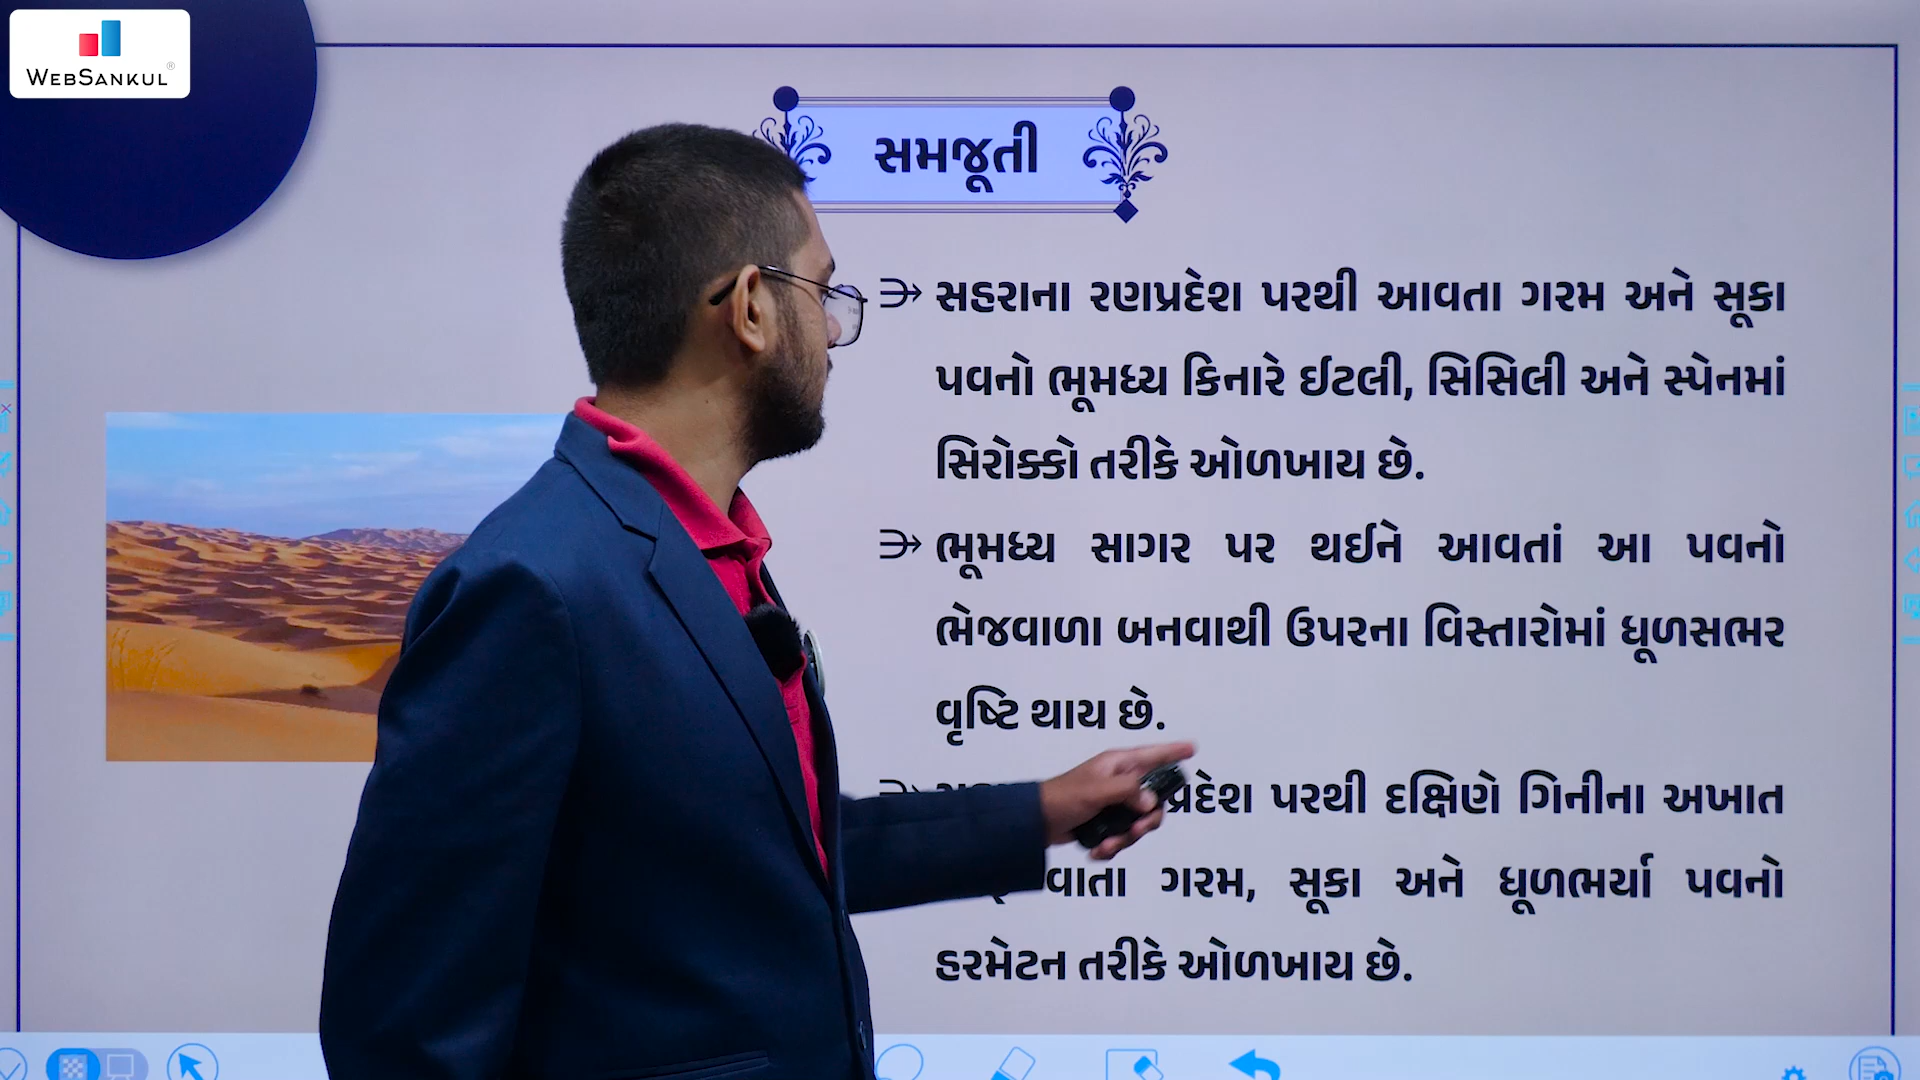 WEBSANKUL®
સમજૂતી
સહરાના રણપ્રદેશ પરથી આવતા ગરમ અને સૂકા
પવનો ભૂમધ્ય કિનારે ઈટલી, સિસિલી અને સ્પેનમાં
સિરોક્કો તરીકે ઓળખાય છે.
ભૂમધ્ય સાગર પર થઈને આવતાં આ પવનો
ભેજવાળા બનવાથી ઉપરના વિસ્તારોમાં ધૂળસભર
વૃષ્ટિ થાય છે.
પરથી દક્ષિણે ગિનીના અખાત
વાતા ગરમ, સૂકા અને ધૂળભર્યા પવનો
હરમેટન તરીકે ઓળખાય છે.